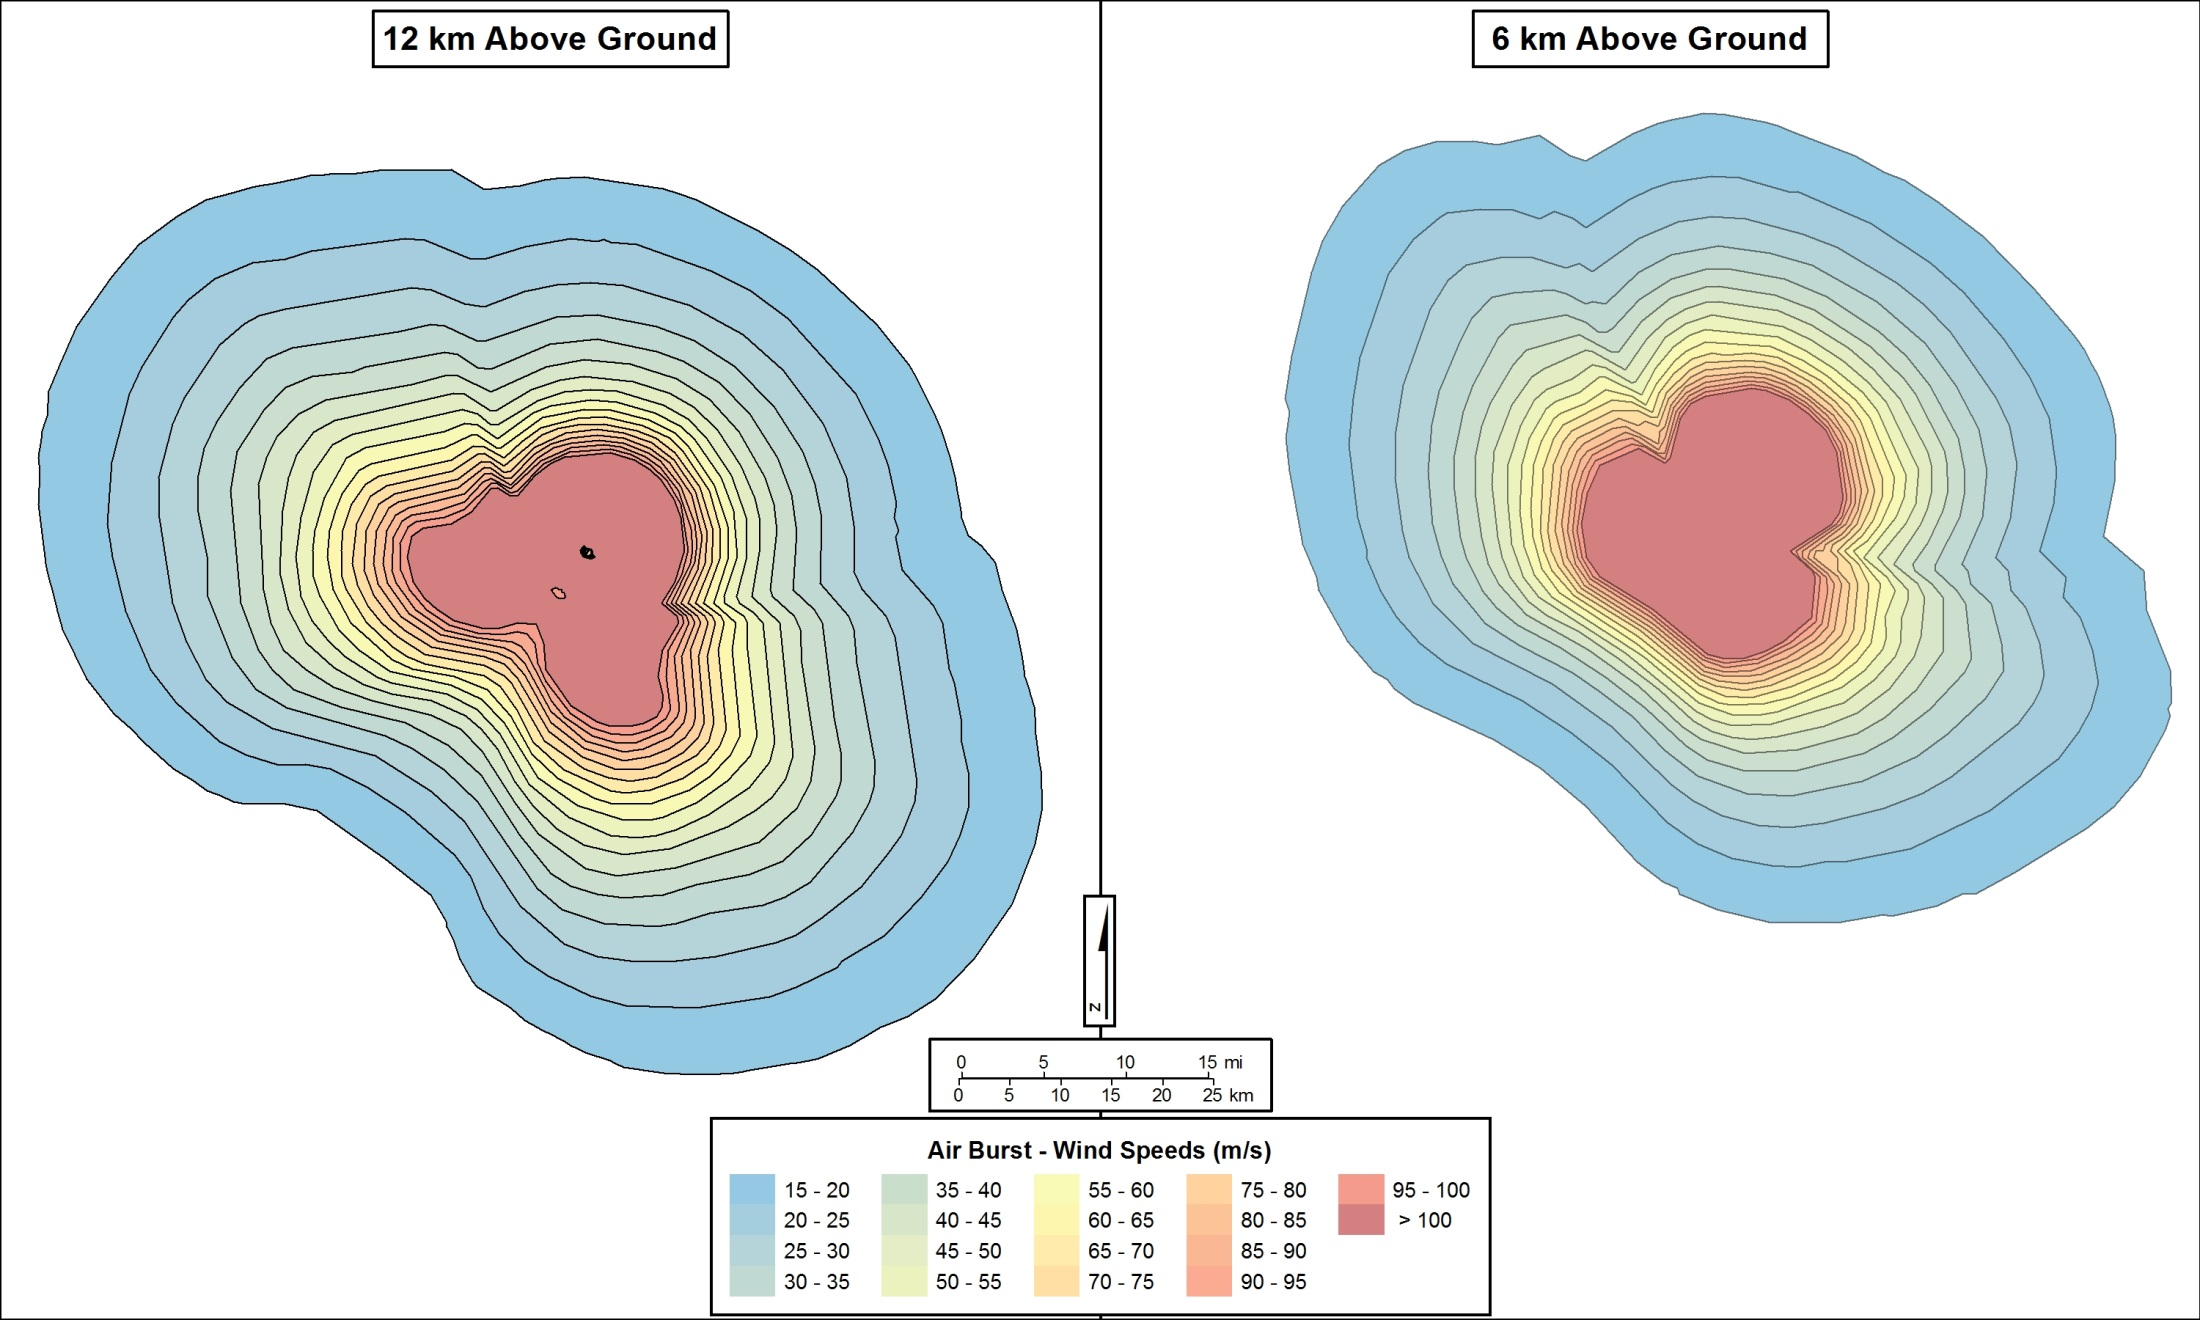 12 km Above Ground
6 km Above Ground
N
0 5 10 15 mi
0 5 10 15 20 25 km
Air Burst - Wind Speeds (m/s)
15 - 20 35 - 40 55 - 60 75 - 80 95 - 100
20 - 25 40 - 45 60 - 65 80 - 85 > 100
25 - 30 45 - 50 65 - 70 85 - 90
30 - 35 50 - 55 70 - 75 90 - 95